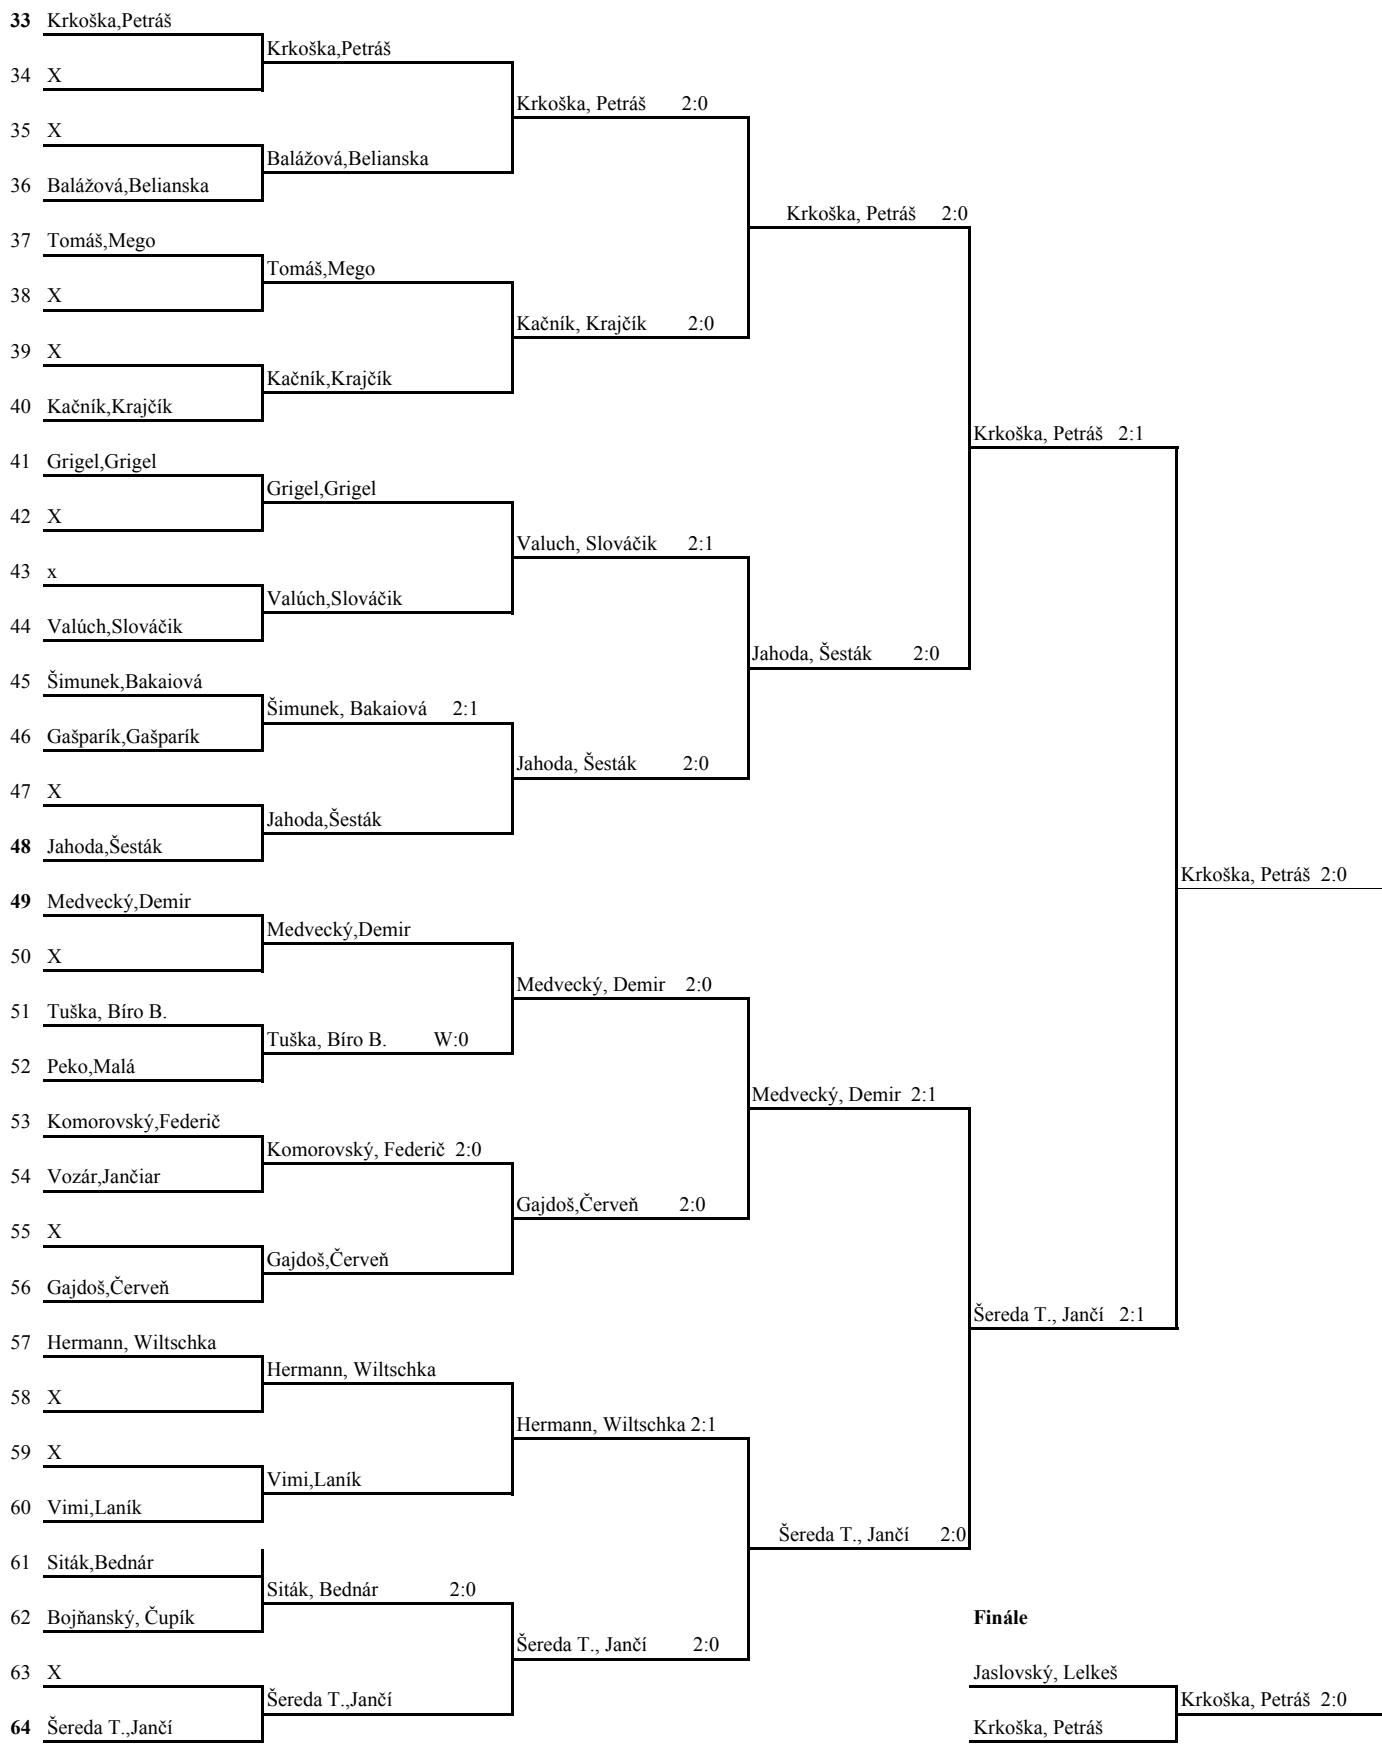 33 Krkoška,Petráš
Krkoška,Petráš
34 X
Krkoška, Petráš 2:0
35 X
Balážová,Belianska
36 Balážová,Belianska
Krkoška, Petráš 2:0
37 Tomáš,Mego
Tomáš,Mego
38 X
Kačník, Krajčík 2:0
39 X
Kačník,Krajčík
40 Kačník,Krajčík
Krkoška, Petráš 2:1
41 Grigel,Grigel
Grigel,Grigel
42 X
Valuch, Slováčik 2:1
43 x
Valúch,Slováčik
44 Valúch,Slováčik
Jahoda, Šesták 2:0
45 Šimunek,Bakaiová
Šimunek, Bakaiová 2:1
46 Gašparík,Gašparík
Jahoda, Šesták 2:0
47 X
Jahoda,Šesták
48 Jahoda,Šesták
Krkoška, Petráš 2:0
49 Medvecký,Demir
Medvecký,Demir
50 X
Medvecký, Demir 2:0
51 Tuška, Bíro B.
Tuška, Bíro B. W:0
52 Peko,Malá
Medvecký, Demir 2:1
53 Komorovský,Federič
Komorovský, Federič 2:0
54 Vozár,Jančiar
Gajdoš,Červeň 2:0
55 X
Gajdoš,Červeň
56 Gajdoš,Červeň
Šereda T., Jančí 2:1
57 Hermann, Wiltschka
Hermann, Wiltschka
58 X
Hermann, Wiltschka 2:1
59 X
Vimi,Laník
60 Vimi,Laník
Šereda T., Jančí 2:0
61 Siták,Bednár
Siták, Bednár 2:0
62 Bojňanský, Čupík
Finále
Šereda T., Jančí 2:0
63 X
Jaslovský, Lelkeš
Šereda T.,Jančí
Krkoška, Petráš 2:0
64 Šereda T.,Jančí
Krkoška, Petráš